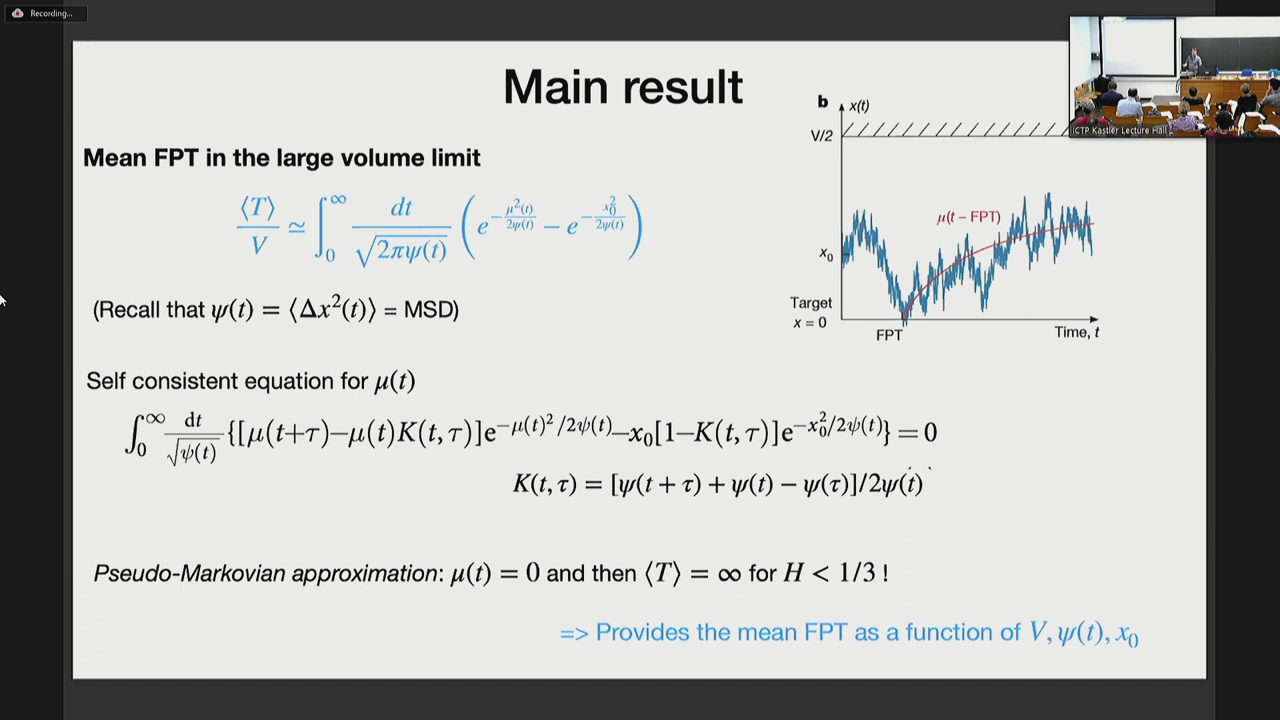 Recording...
Main result
Mean FPT in the large volume limit
⟨T⟩/V ≃ ∫₀^∞ dt/√(2πψ(t)) (e^{−μ²(t)/2ψ(t)} − e^{−x₀²/2ψ(t)})
(Recall that ψ(t) = ⟨Δx²(t)⟩ = MSD)
Self consistent equation for μ(t)
∫₀^∞ dt/√ψ(t) {[μ(t+τ)−μ(t)K(t,τ)]e^{−μ(t)²/2ψ(t)}−x₀[1−K(t,τ)]e^{−x₀²/2ψ(t)}} = 0
K(t, τ) = [ψ(t + τ) + ψ(t) − ψ(τ)]/2ψ(t)
Pseudo-Markovian approximation: μ(t) = 0 and then ⟨T⟩ = ∞ for H < 1/3 !
=> Provides the mean FPT as a function of V, ψ(t), x₀
b
x(t)
V/2
μ(t − FPT)
x₀
Target
x = 0
FPT
Time, t
ICTP Kastler Lecture Hall